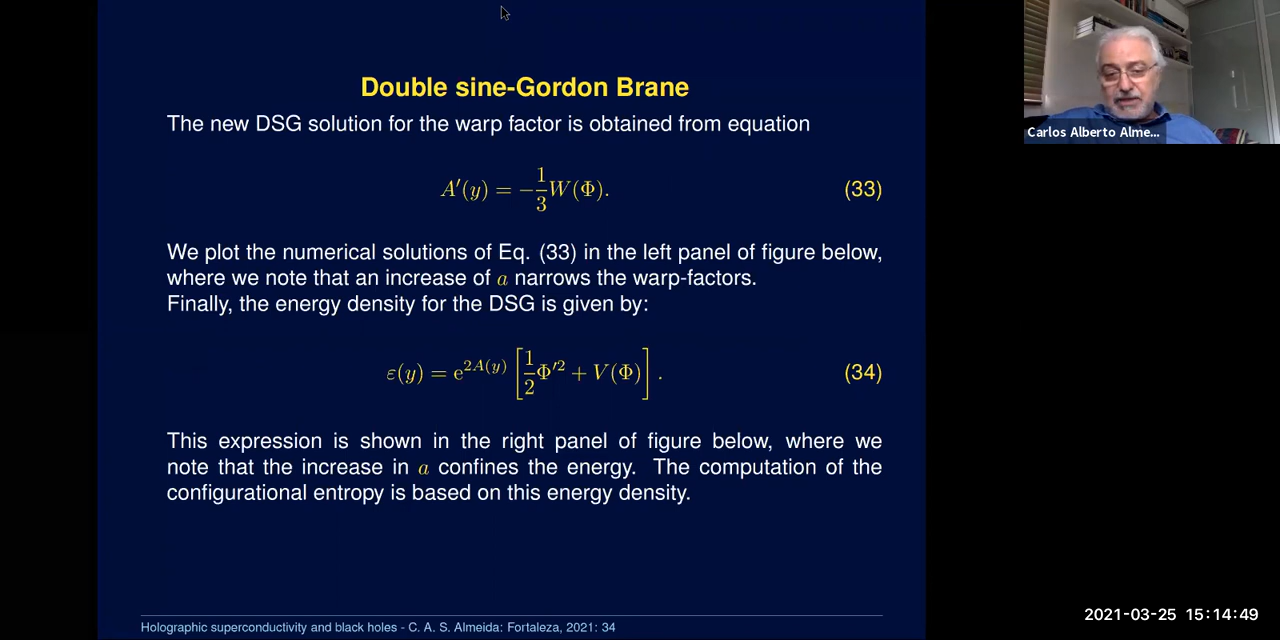 Double sine-Gordon Brane
The new DSG solution for the warp factor is obtained from equation
A′(y) = −1/3 W(Φ). (33)
We plot the numerical solutions of Eq. (33) in the left panel of figure below,
where we note that an increase of a narrows the warp-factors.
Finally, the energy density for the DSG is given by:
ε(y) = e^{2A(y)} [1/2 Φ′² + V(Φ)]. (34)
This expression is shown in the right panel of figure below, where we
note that the increase in a confines the energy. The computation of the
configurational entropy is based on this energy density.
Holographic superconductivity and black holes - C. A. S. Almeida: Fortaleza, 2021: 34
Carlos Alberto Alme...
2021-03-25 15:14:49